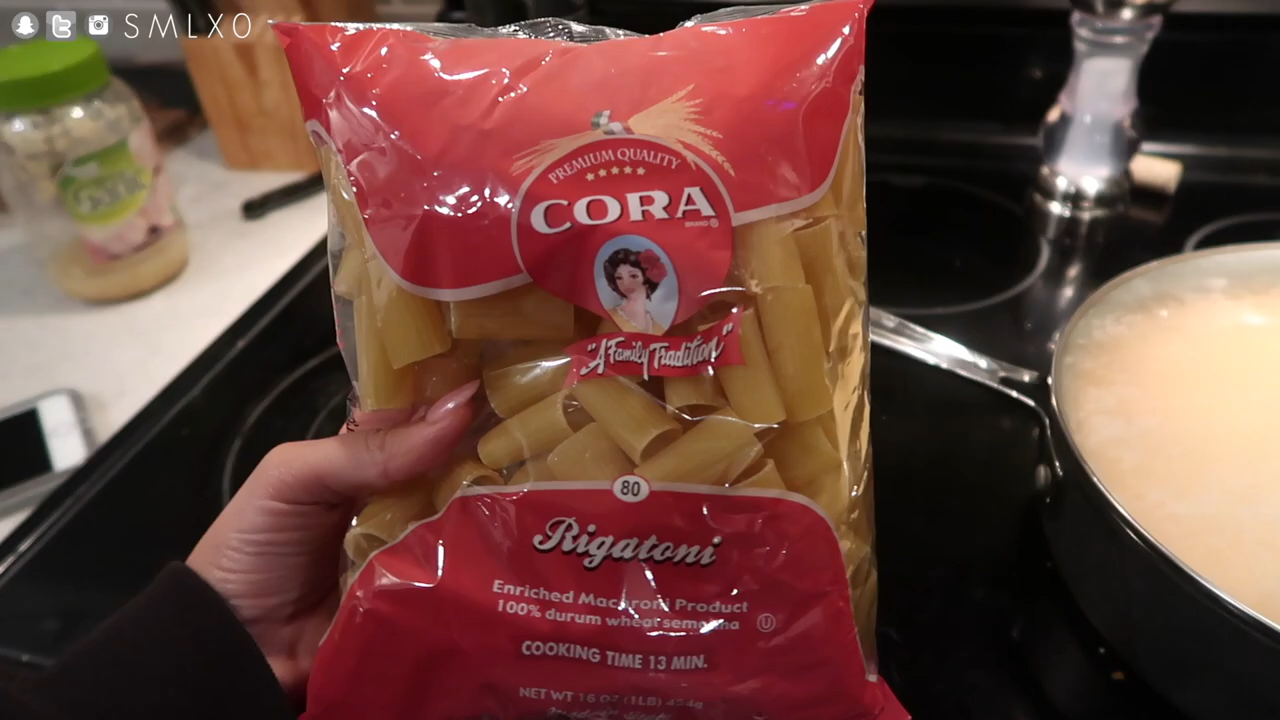 SMLXO
PREMIUM QUALITY
CORA
BRAND ®
"A Family Tradition"
80
Rigatoni
Enriched Macaroni Product
100% durum wheat semolina U
COOKING TIME 13 MIN.
NET WT 16 OZ (1LB) 454g